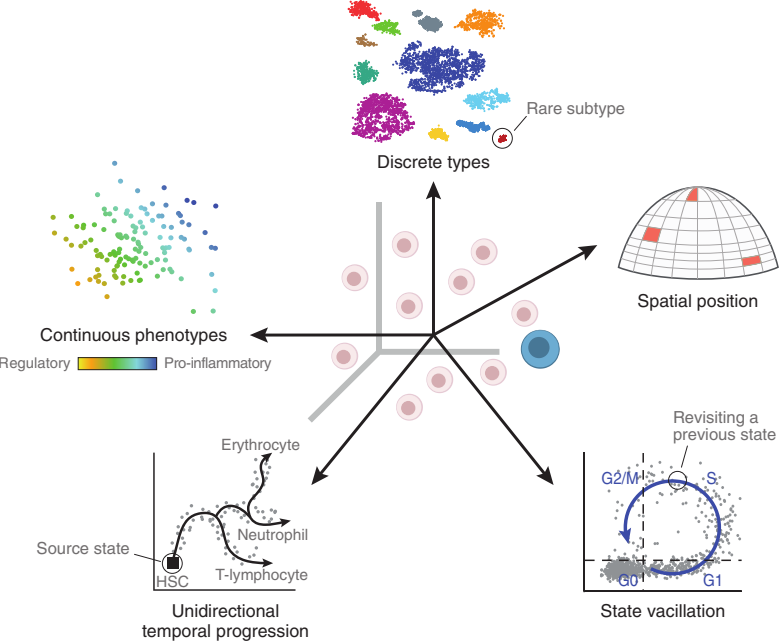 Rare subtype
Discrete types
Spatial position
Continuous phenotypes
Regulatory
Pro-inflammatory
Revisiting a
previous state
G2/M
S
G0
G1
State vacillation
Erythrocyte
Neutrophil
T-lymphocyte
Source state
HSC
Unidirectional
temporal progression